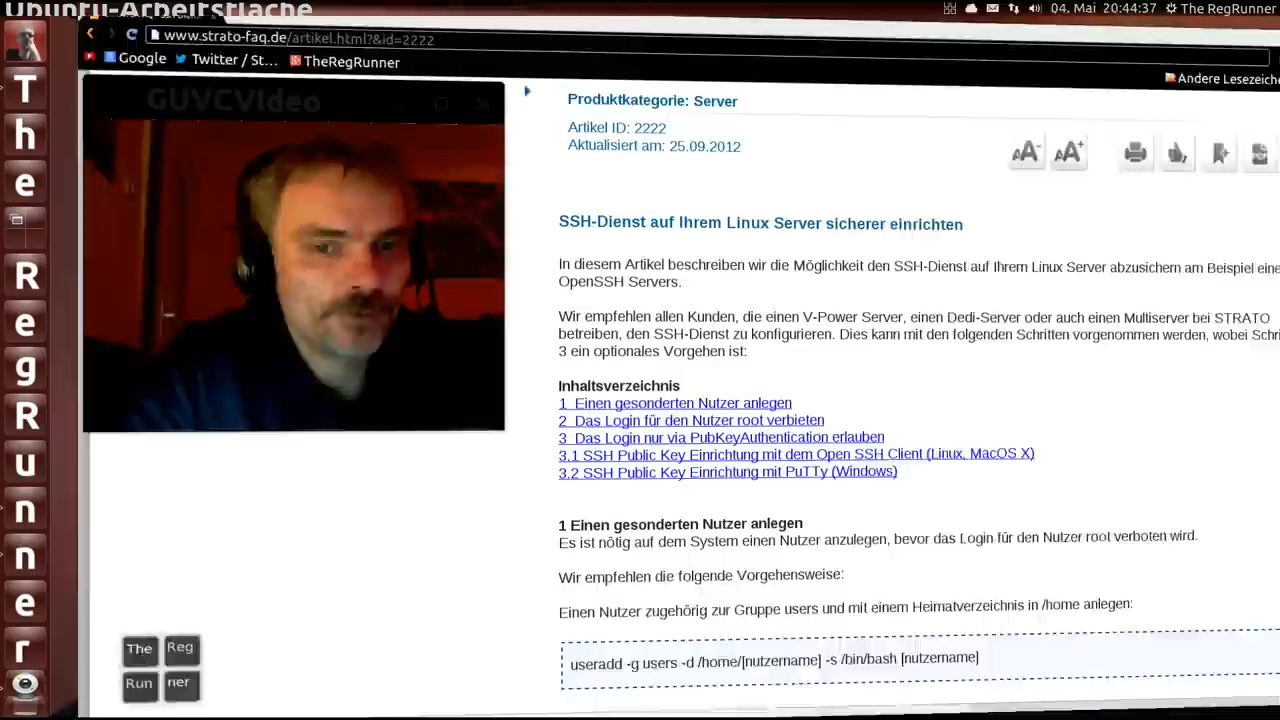 Ubuntu-Arbeitsfläche
04. Mai 20:44:37 The RegRunner
www.strato-faq.de/artikel.html?&id=2222
Google Twitter / St... TheRegRunner
Andere Lesezeiche
GUVCVideo
T
h
e
R
e
g
R
u
n
n
e
r
The Reg
Run ner
Produktkategorie: Server
Artikel ID: 2222
Aktualisiert am: 25.09.2012
A- A+
SSH-Dienst auf Ihrem Linux Server sicherer einrichten
In diesem Artikel beschreiben wir die Möglichkeit den SSH-Dienst auf Ihrem Linux Server abzusichern am Beispiel eine
OpenSSH Servers.
Wir empfehlen allen Kunden, die einen V-Power Server, einen Dedi-Server oder auch einen Multiserver bei STRATO
betreiben, den SSH-Dienst zu konfigurieren. Dies kann mit den folgenden Schritten vorgenommen werden, wobei Schri
3 ein optionales Vorgehen ist:
Inhaltsverzeichnis
1 Einen gesonderten Nutzer anlegen
2 Das Login für den Nutzer root verbieten
3 Das Login nur via PubKeyAuthentication erlauben
3.1 SSH Public Key Einrichtung mit dem Open SSH Client (Linux, MacOS X)
3.2 SSH Public Key Einrichtung mit PuTTy (Windows)
1 Einen gesonderten Nutzer anlegen
Es ist nötig auf dem System einen Nutzer anzulegen, bevor das Login für den Nutzer root verboten wird.
Wir empfehlen die folgende Vorgehensweise:
Einen Nutzer zugehörig zur Gruppe users und mit einem Heimatverzeichnis in /home anlegen:
useradd -g users -d /home/[nutzername] -s /bin/bash [nutzername]